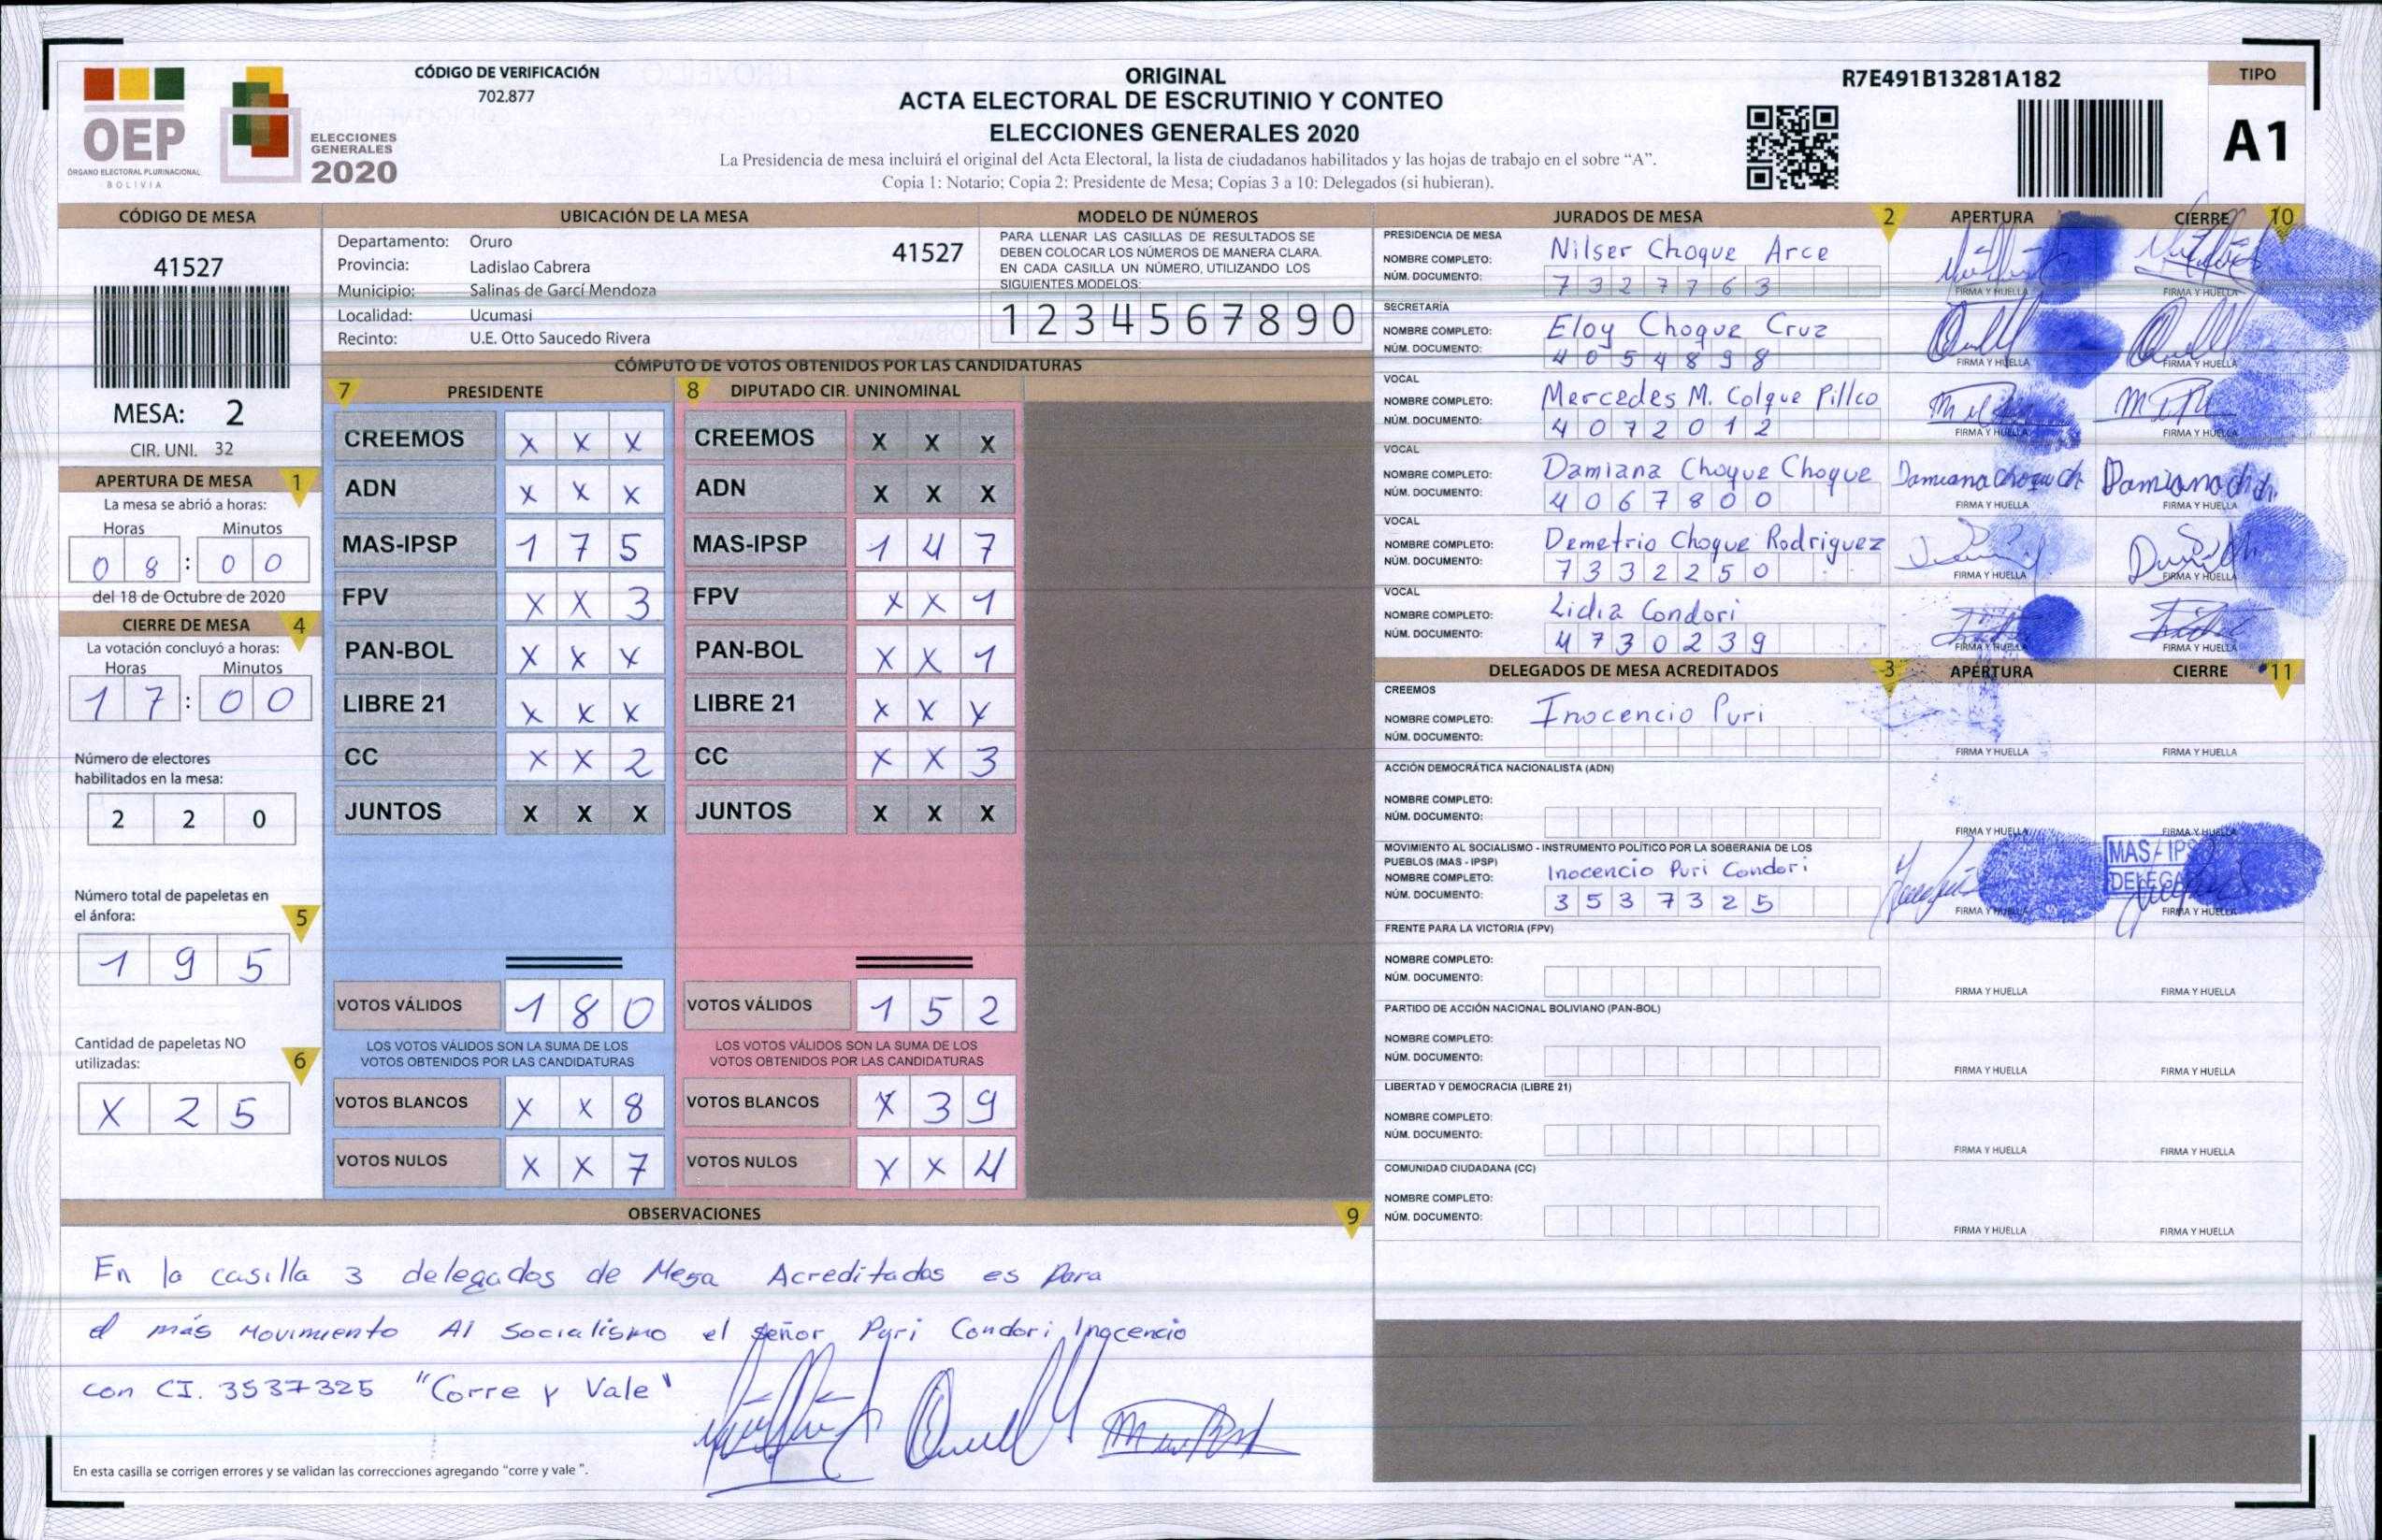 OEP
ÓRGANO ELECTORAL PLURINACIONAL
BOLIVIA
ELECCIONES
GENERALES
2020
CÓDIGO DE VERIFICACIÓN
702.877
ORIGINAL
ACTA ELECTORAL DE ESCRUTINIO Y CONTEO
ELECCIONES GENERALES 2020
La Presidencia de mesa incluirá el original del Acta Electoral, la lista de ciudadanos habilitados y las hojas de trabajo en el sobre “A”.
Copia 1: Notario; Copia 2: Presidente de Mesa; Copias 3 a 10: Delegados (si hubieran).
R7E491B13281A182
TIPO
A1
CÓDIGO DE MESA
41527
MESA: 2
CIR. UNI. 32
APERTURA DE MESA 1
La mesa se abrió a horas:
Horas Minutos
0 8 : 0 0
del 18 de Octubre de 2020
CIERRE DE MESA 4
La votación concluyó a horas:
Horas Minutos
1 7 : 0 0
Número de electores
habilitados en la mesa:
2 2 0
Número total de papeletas en
el ánfora: 5
1 9 5
Cantidad de papeletas NO
utilizadas: 6
X 2 5
UBICACIÓN DE LA MESA
Departamento: Oruro
41527
Provincia: Ladislao Cabrera
Municipio: Salinas de Garcí Mendoza
Localidad: Ucumasi
Recinto: U.E. Otto Saucedo Rivera
MODELO DE NÚMEROS
PARA LLENAR LAS CASILLAS DE RESULTADOS SE
DEBEN COLOCAR LOS NÚMEROS DE MANERA CLARA.
EN CADA CASILLA UN NÚMERO, UTILIZANDO LOS
SIGUIENTES MODELOS:
1 2 3 4 5 6 7 8 9 0
CÓMPUTO DE VOTOS OBTENIDOS POR LAS CANDIDATURAS
7 PRESIDENTE
CREEMOS X X X
ADN X X X
MAS-IPSP 1 7 5
FPV X X 3
PAN-BOL X X X
LIBRE 21 X X X
CC X X 2
JUNTOS X X X
VOTOS VÁLIDOS 1 8 0
LOS VOTOS VÁLIDOS SON LA SUMA DE LOS
VOTOS OBTENIDOS POR LAS CANDIDATURAS
VOTOS BLANCOS X X 8
VOTOS NULOS X X 7
8 DIPUTADO CIR. UNINOMINAL
CREEMOS X X X
ADN X X X
MAS-IPSP 1 4 7
FPV X X 1
PAN-BOL X X 1
LIBRE 21 X X X
CC X X 3
JUNTOS X X X
VOTOS VÁLIDOS 1 5 2
LOS VOTOS VÁLIDOS SON LA SUMA DE LOS
VOTOS OBTENIDOS POR LAS CANDIDATURAS
VOTOS BLANCOS X 3 9
VOTOS NULOS X X 4
OBSERVACIONES 9
En la casilla 3 delegados de Mesa Acreditados es para
el más Movimiento Al Socialismo el señor Puri Condori Inocencio
con CI. 3537325 "Corre y Vale"
En esta casilla se corrigen errores y se validan las correcciones agregando “corre y vale ”.
JURADOS DE MESA 2 APERTURA CIERRE 10
PRESIDENCIA DE MESA
NOMBRE COMPLETO: Nilser Choque Arce
NÚM. DOCUMENTO: 7 3 2 7 7 6 3
FIRMA Y HUELLA FIRMA Y HUELLA
SECRETARÍA
NOMBRE COMPLETO: Eloy Choque Cruz
NÚM. DOCUMENTO: 4 0 5 4 8 9 8
FIRMA Y HUELLA FIRMA Y HUELLA
VOCAL
NOMBRE COMPLETO: Mercedes M. Colque Pillco
NÚM. DOCUMENTO: 4 0 7 2 0 1 2
FIRMA Y HUELLA FIRMA Y HUELLA
VOCAL
NOMBRE COMPLETO: Damiana Choque Choque
NÚM. DOCUMENTO: 4 0 6 7 8 0 0
FIRMA Y HUELLA FIRMA Y HUELLA
VOCAL
NOMBRE COMPLETO: Demetrio Choque Rodriguez
NÚM. DOCUMENTO: 7 3 3 2 2 5 0
FIRMA Y HUELLA FIRMA Y HUELLA
VOCAL
NOMBRE COMPLETO: Lidia Condori
NÚM. DOCUMENTO: 4 7 3 0 2 3 9
FIRMA Y HUELLA FIRMA Y HUELLA
DELEGADOS DE MESA ACREDITADOS 3 APERTURA CIERRE 11
CREEMOS
NOMBRE COMPLETO: Inocencio Puri
NÚM. DOCUMENTO:
FIRMA Y HUELLA FIRMA Y HUELLA
ACCIÓN DEMOCRÁTICA NACIONALISTA (ADN)
NOMBRE COMPLETO:
NÚM. DOCUMENTO:
FIRMA Y HUELLA FIRMA Y HUELLA
MOVIMIENTO AL SOCIALISMO - INSTRUMENTO POLÍTICO POR LA SOBERANIA DE LOS
PUEBLOS (MAS - IPSP)
NOMBRE COMPLETO: Inocencio Puri Condori
NÚM. DOCUMENTO: 3 5 3 7 3 2 5
FIRMA Y HUELLA FIRMA Y HUELLA
FRENTE PARA LA VICTORIA (FPV)
NOMBRE COMPLETO:
NÚM. DOCUMENTO:
FIRMA Y HUELLA FIRMA Y HUELLA
PARTIDO DE ACCIÓN NACIONAL BOLIVIANO (PAN-BOL)
NOMBRE COMPLETO:
NÚM. DOCUMENTO:
FIRMA Y HUELLA FIRMA Y HUELLA
LIBERTAD Y DEMOCRACIA (LIBRE 21)
NOMBRE COMPLETO:
NÚM. DOCUMENTO:
FIRMA Y HUELLA FIRMA Y HUELLA
COMUNIDAD CIUDADANA (CC)
NOMBRE COMPLETO:
NÚM. DOCUMENTO:
FIRMA Y HUELLA FIRMA Y HUELLA